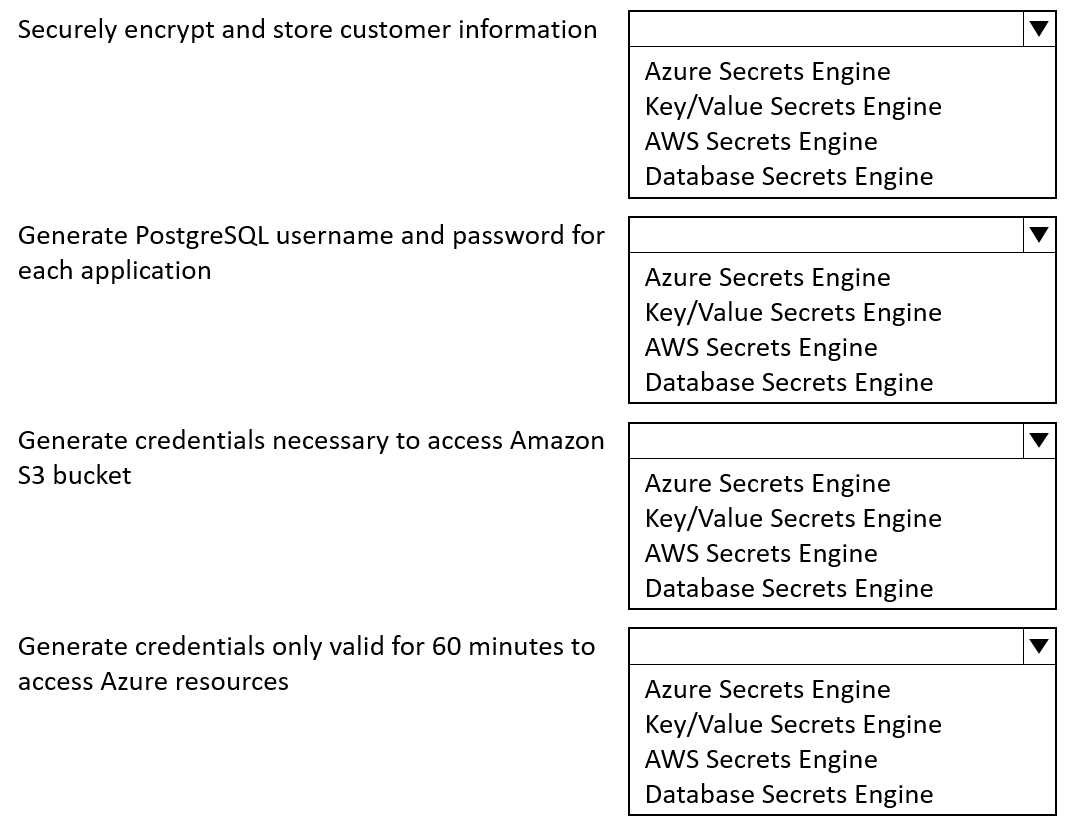 Securely encrypt and store customer information
Azure Secrets Engine
Key/Value Secrets Engine
AWS Secrets Engine
Database Secrets Engine
Generate PostgreSQL username and password for
each application
Azure Secrets Engine
Key/Value Secrets Engine
AWS Secrets Engine
Database Secrets Engine
Generate credentials necessary to access Amazon
S3 bucket
Azure Secrets Engine
Key/Value Secrets Engine
AWS Secrets Engine
Database Secrets Engine
Generate credentials only valid for 60 minutes to
access Azure resources
Azure Secrets Engine
Key/Value Secrets Engine
AWS Secrets Engine
Database Secrets Engine